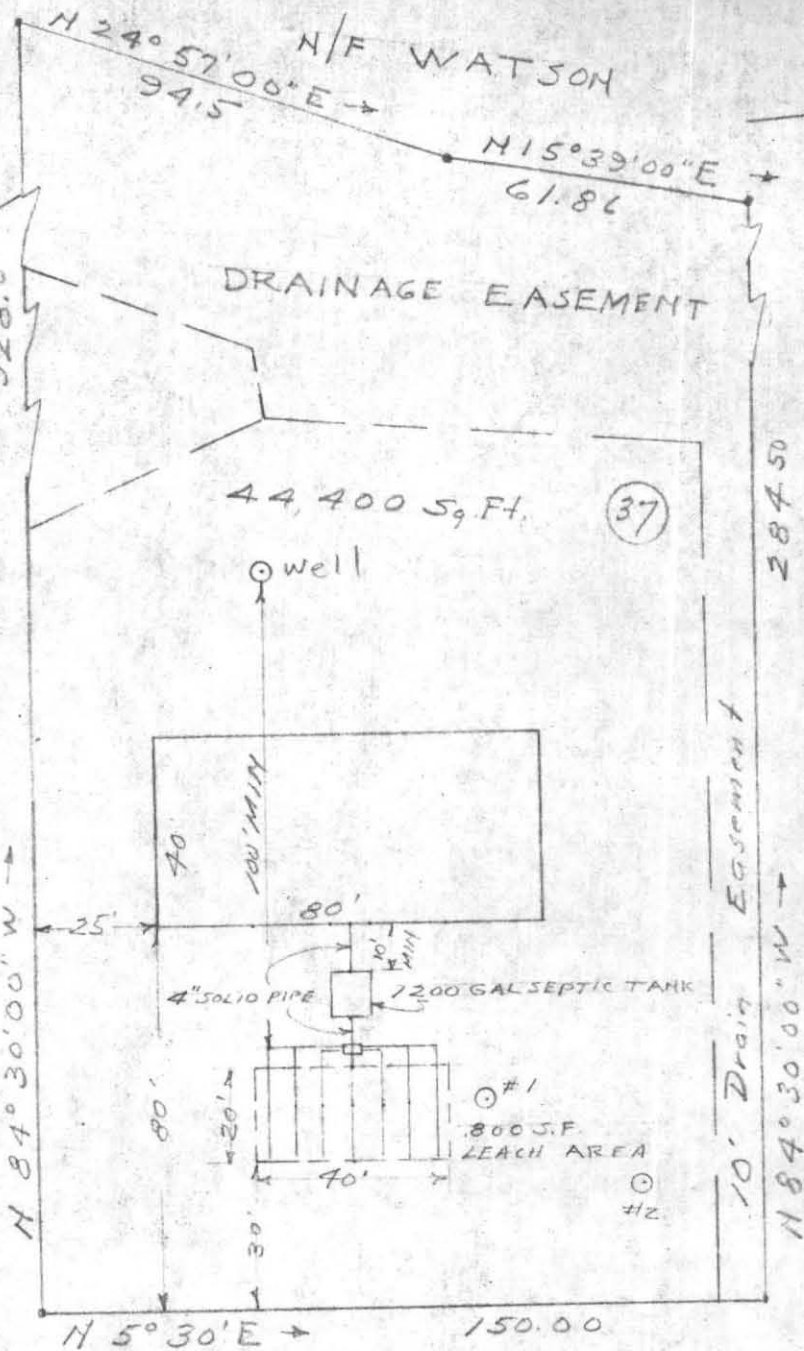 N 24° 57' 00" E →
94.5
N/F WATSON
N 15° 39' 00" E →
61.86
DRAINAGE EASEMENT
44,400 Sq. Ft.
37
284.50
well
100' MIN
40'
80'
25'
10'
MIN
4" SOLID PIPE
1200 GAL SEPTIC TANK
N 84° 30' 00" W →
80'
20'
#1
800 S.F.
LEACH AREA
40'
#2
30'
10' Drain Easement
N 84° 30' 00" W →
N 5° 30' E →
150.00